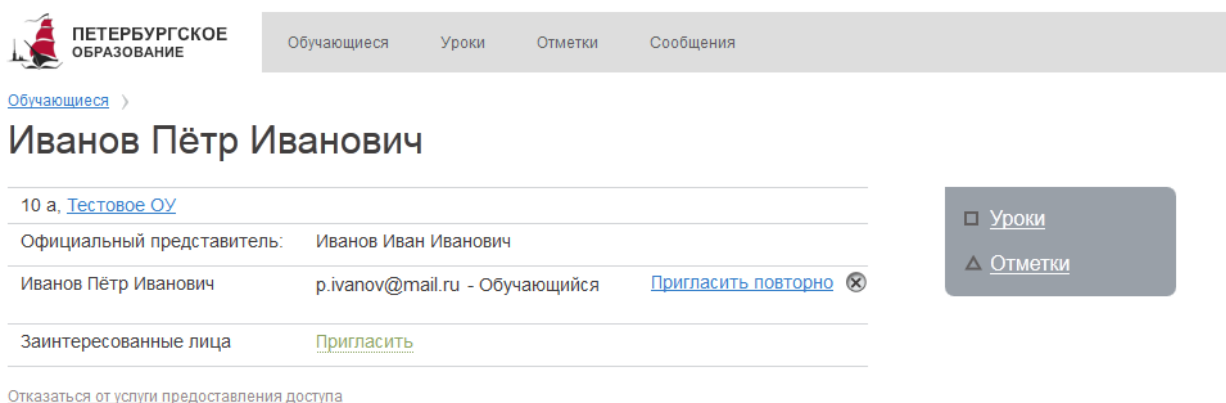 ПЕТЕРБУРГСКОЕ
ОБРАЗОВАНИЕ
Обучающиеся Уроки Отметки Сообщения
Обучающиеся
Иванов Пётр Иванович
10 а, Тестовое ОУ
Официальный представитель: Иванов Иван Иванович
Иванов Пётр Иванович p.ivanov@mail.ru - Обучающийся Пригласить повторно
Заинтересованные лица Пригласить
Отказаться от услуги предоставления доступа
Уроки
Отметки